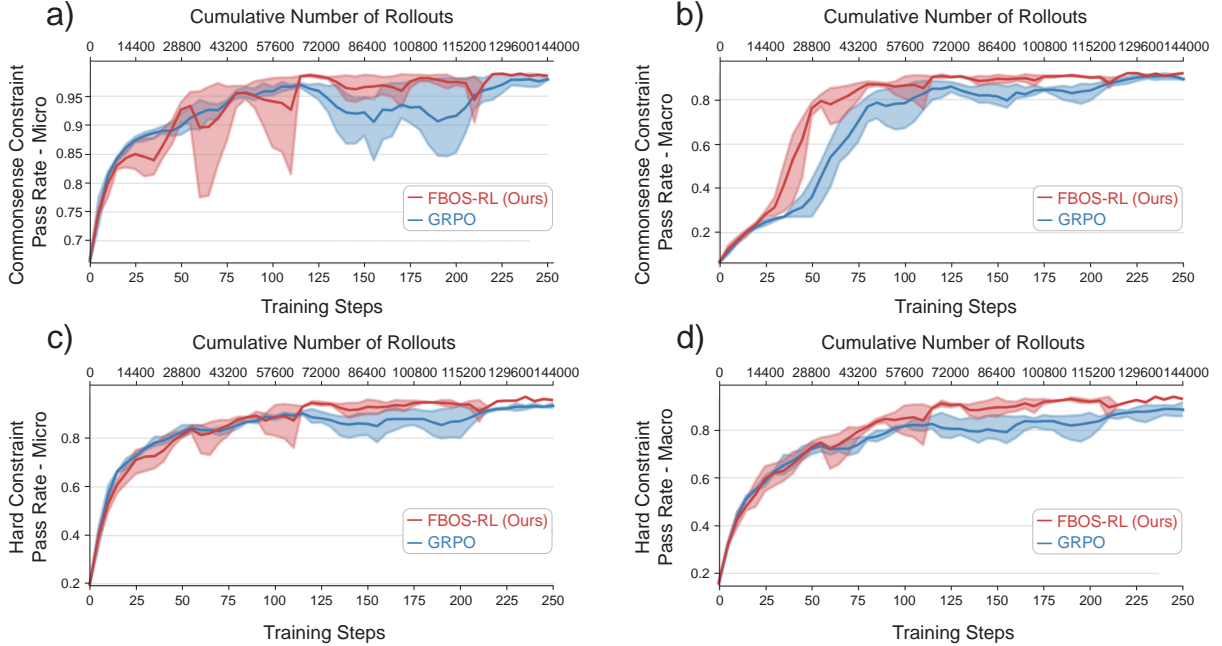 a)
Cumulative Number of Rollouts
0 14400 28800 43200 57600 72000 86400 100800 115200 129600 144000
Commonsense Constraint
Pass Rate - Micro
0.95
0.9
0.85
0.8
0.75
0.7
FBOS-RL (Ours)
GRPO
0 25 50 75 100 125 150 175 200 225 250
Training Steps
b)
Cumulative Number of Rollouts
0 14400 28800 43200 57600 72000 86400 100800 115200 129600 144000
Commonsense Constraint
Pass Rate - Macro
0.8
0.6
0.4
0.2
FBOS-RL (Ours)
GRPO
0 25 50 75 100 125 150 175 200 225 250
Training Steps
c)
Cumulative Number of Rollouts
0 14400 28800 43200 57600 72000 86400 100800 115200 129600 144000
Hard Constraint
Pass Rate - Micro
0.8
0.6
0.4
0.2
FBOS-RL (Ours)
GRPO
0 25 50 75 100 125 150 175 200 225 250
Training Steps
d)
Cumulative Number of Rollouts
0 14400 28800 43200 57600 72000 86400 100800 115200 129600 144000
Hard Constraint
Pass Rate - Macro
0.8
0.6
0.4
0.2
FBOS-RL (Ours)
GRPO
0 25 50 75 100 125 150 175 200 225 250
Training Steps